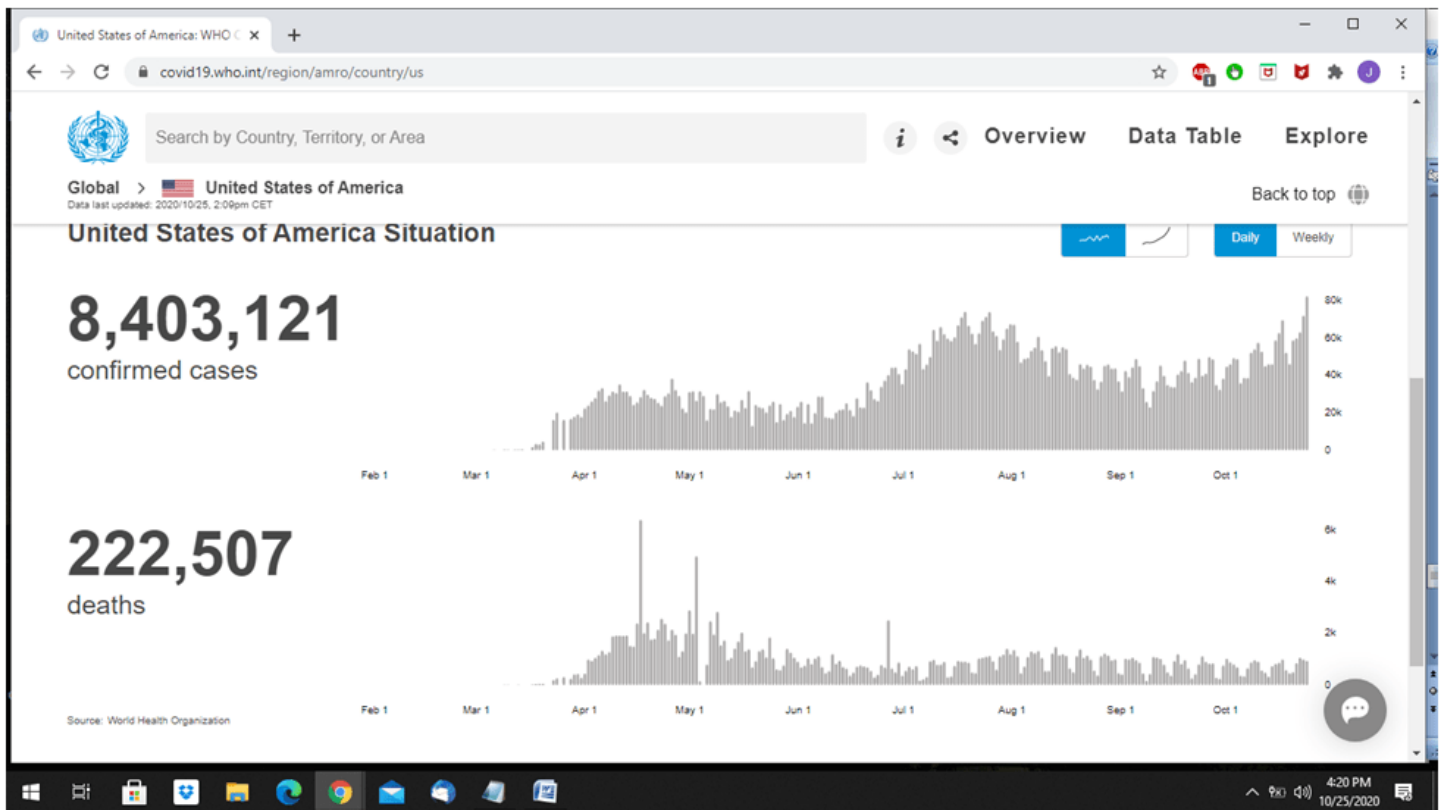 United States of America: WHO C
covid19.who.int/region/amro/country/us
ABP
1
J
Search by Country, Territory, or Area
i
Overview
Data Table
Explore
Global > United States of America
Data last updated: 2020/10/25, 2:09pm CET
Back to top
United States of America Situation
Daily
Weekly
8,403,121
confirmed cases
80k
60k
40k
20k
0
Feb 1 Mar 1 Apr 1 May 1 Jun 1 Jul 1 Aug 1 Sep 1 Oct 1
222,507
deaths
6k
4k
2k
0
Feb 1 Mar 1 Apr 1 May 1 Jun 1 Jul 1 Aug 1 Sep 1 Oct 1
Source: World Health Organization
4:20 PM
10/25/2020